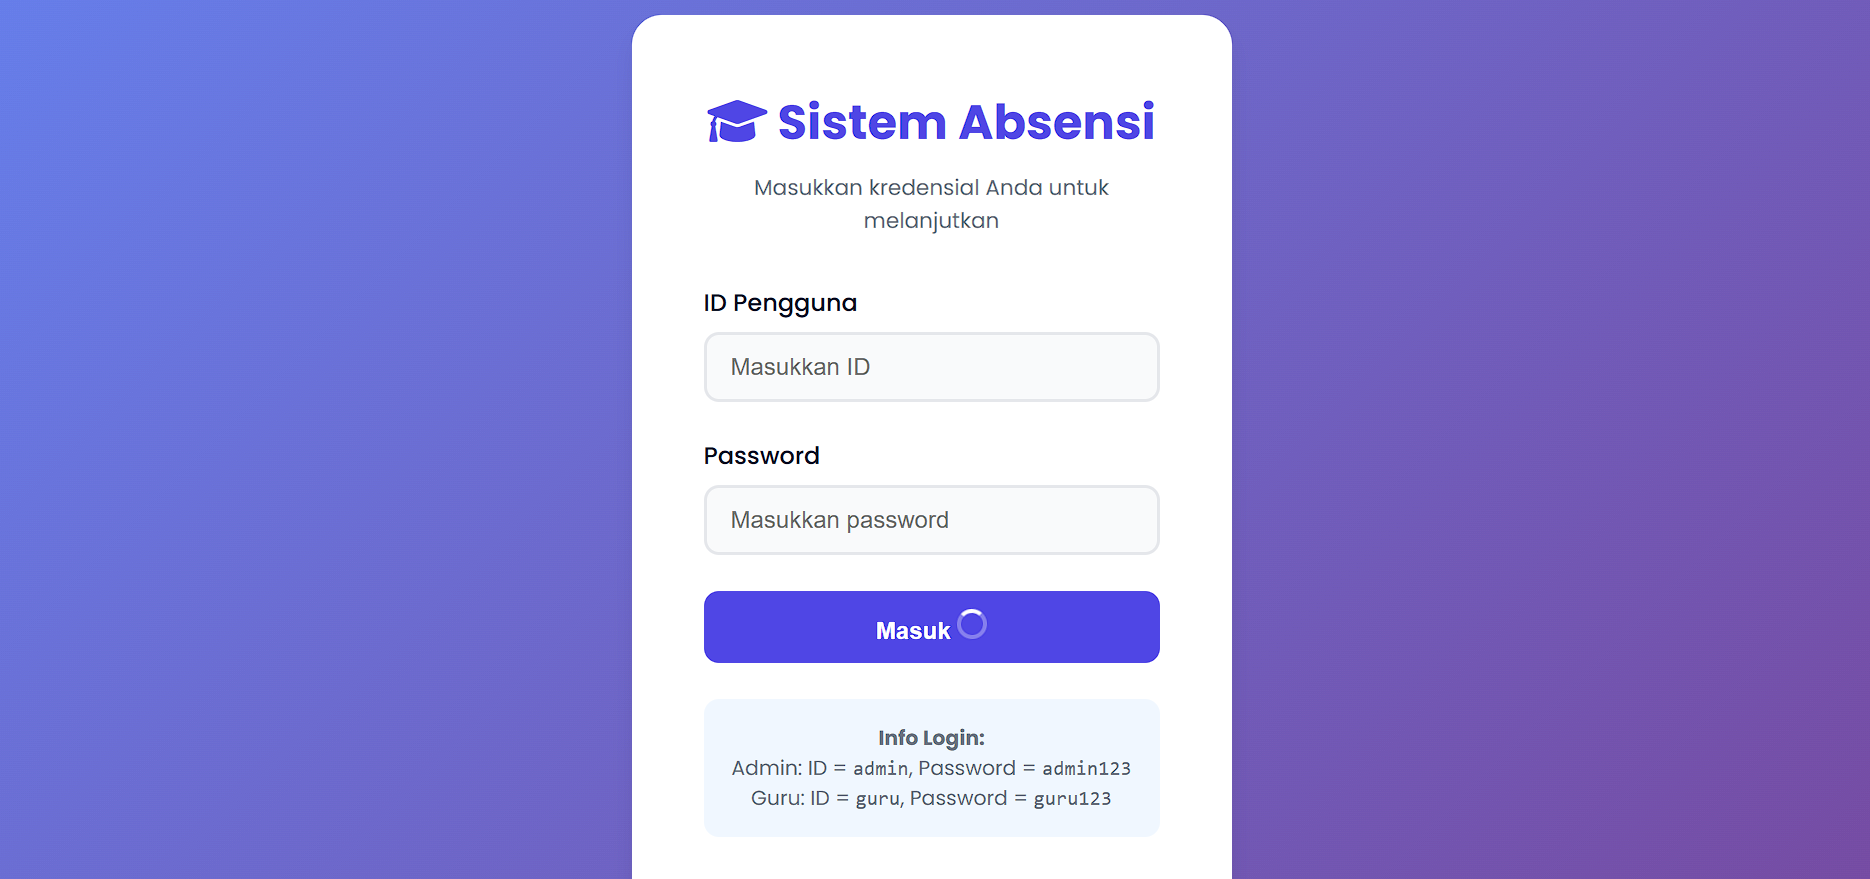 Sistem Absensi
Masukkan kredensial Anda untuk
melanjutkan
ID Pengguna
Masukkan ID
Password
Masukkan password
Masuk
Info Login:
Admin: ID = admin, Password = admin123
Guru: ID = guru, Password = guru123